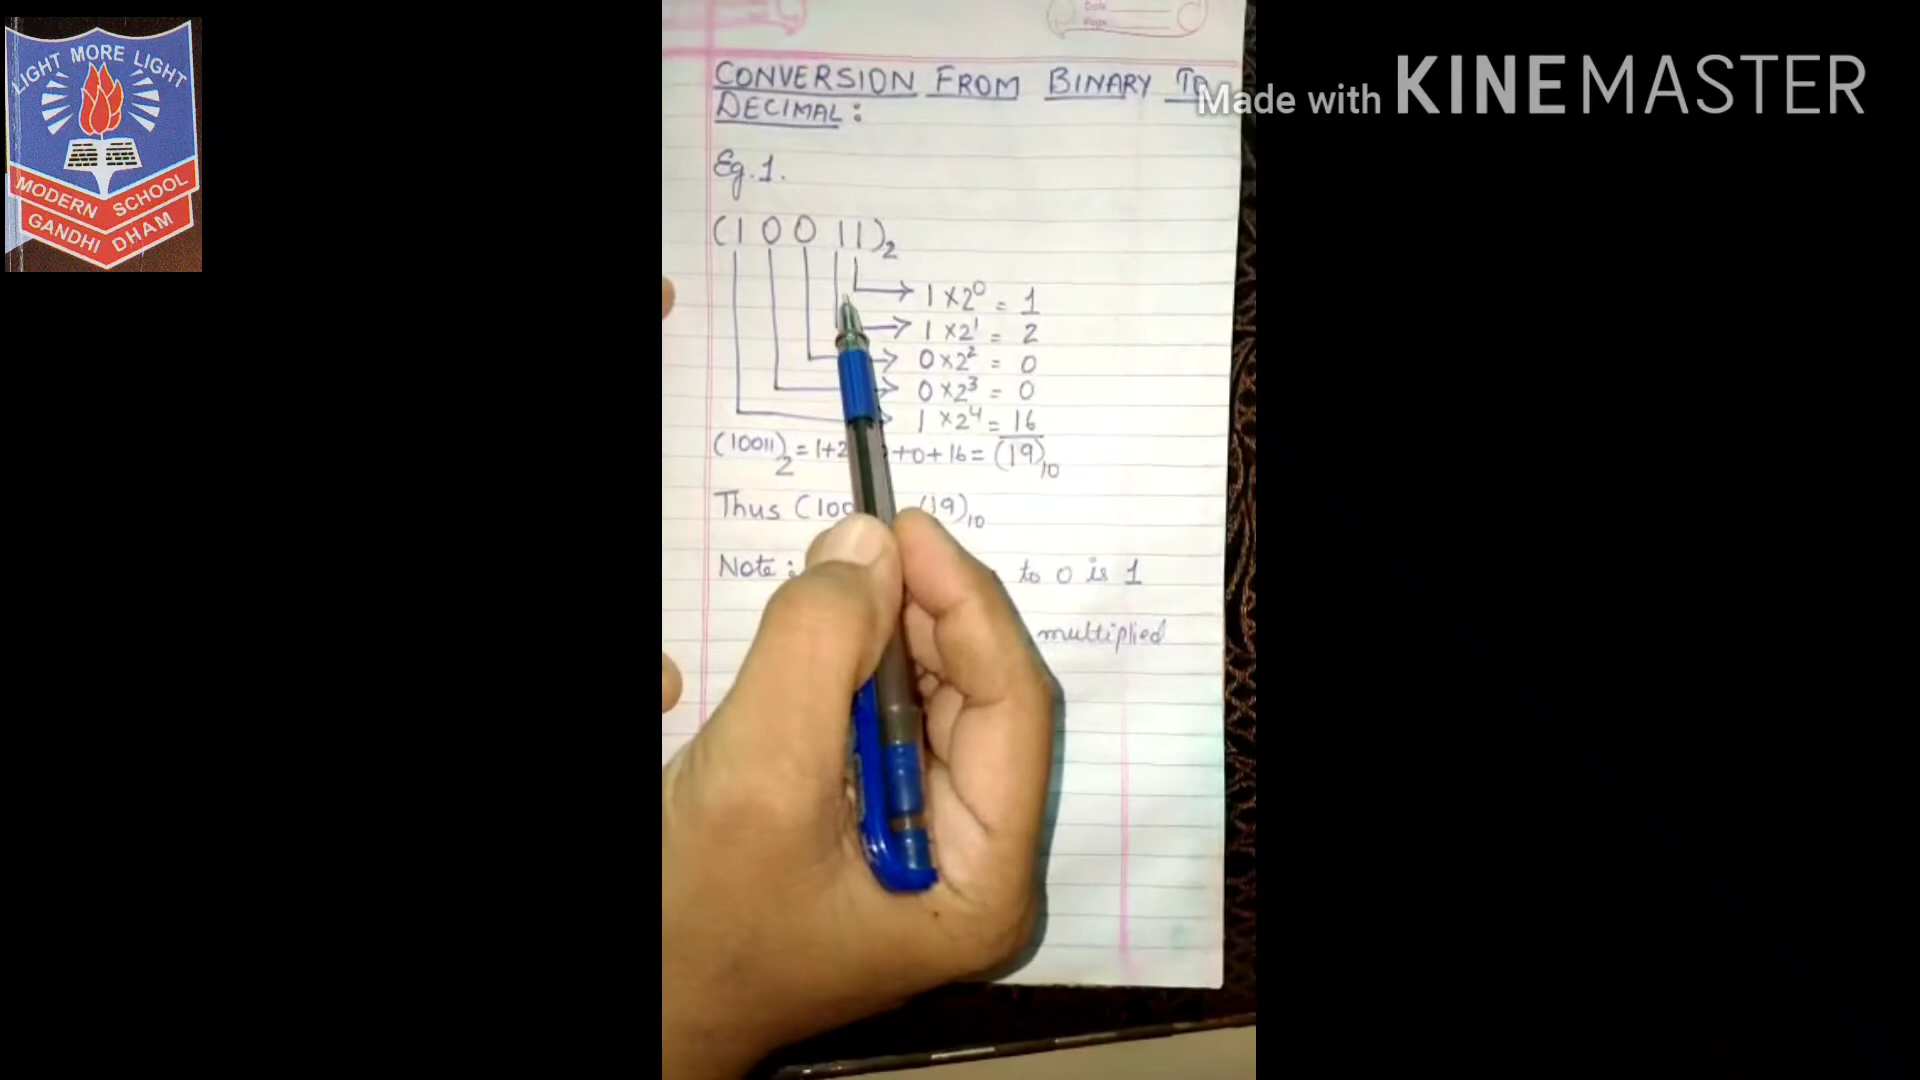 LIGHT MORE LIGHT
MODERN SCHOOL
GANDHI DHAM
Made with KINEMASTER
Date
Page
CONVERSION FROM BINARY TO
DECIMAL:
Eg.1.
(1 0 0 1 1)₂
1 × 2⁰ = 1
1 × 2¹ = 2
0 × 2² = 0
0 × 2³ = 0
1 × 2⁴ = 16
(10011)₂ = 1+2 +0+16 = (19)₁₀
Thus (100 (19)₁₀
Note: to 0 is 1
multiplied